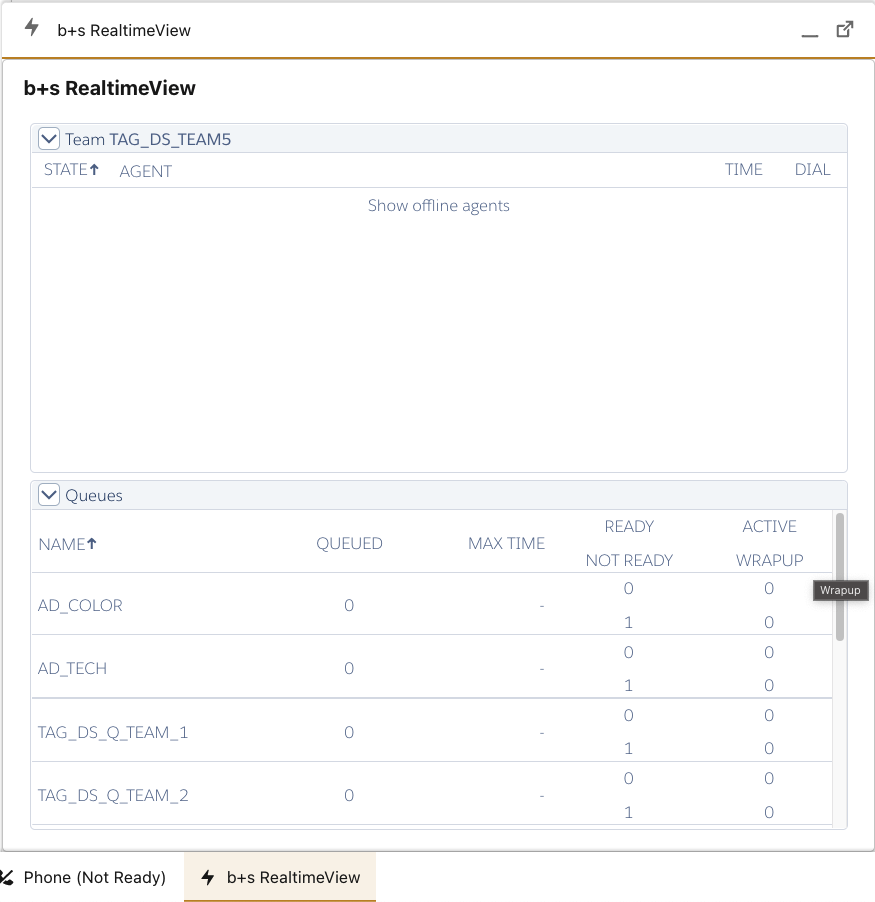 b+s RealtimeView
b+s RealtimeView
Team TAG_DS_TEAM5
STATE AGENT TIME DIAL
Show offline agents
Queues
NAME QUEUED MAX TIME READY ACTIVE
NOT READY WRAPUP
Wrapup
AD_COLOR 0 - 0 0
1 0
AD_TECH 0 - 0 0
1 0
TAG_DS_Q_TEAM_1 0 - 0 0
1 0
TAG_DS_Q_TEAM_2 0 - 0 0
1 0
Phone (Not Ready) b+s RealtimeView